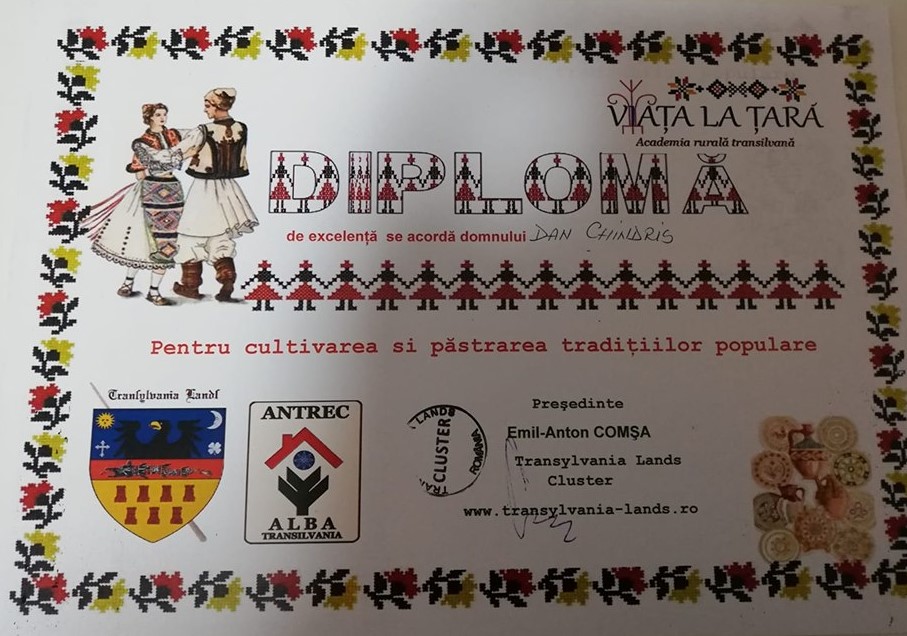 VIAȚA LA ȚARĂ
Academia rurală transilvană
DIPLOMĂ
de excelență se acordă domnului DAN CHINDRIS
Pentru cultivarea si păstrarea tradițiilor populare
Transylvania Lands
ANTREC
ALBA
TRANSILVANIA
LANDS
CLUSTER
ROMANIA
Președinte
Emil-Anton COMȘA
Transylvania Lands
Cluster
www.transylvania-lands.ro